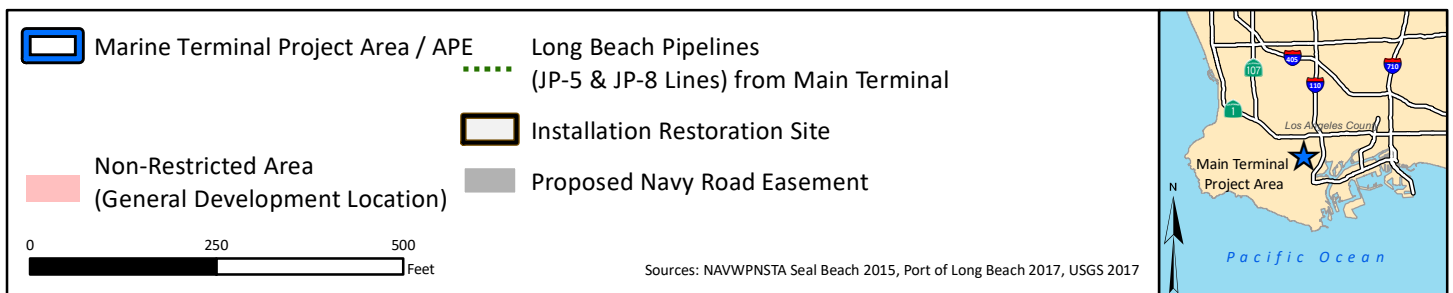 Marine Terminal Project Area / APE
Long Beach Pipelines
(JP-5 & JP-8 Lines) from Main Terminal
Installation Restoration Site
Non-Restricted Area
(General Development Location)
Proposed Navy Road Easement
0 250 500
Feet
Sources: NAVWPNSTA Seal Beach 2015, Port of Long Beach 2017, USGS 2017
405
710
107
110
1
Los Angeles County
Main Terminal
Project Area
N
Pacific Ocean